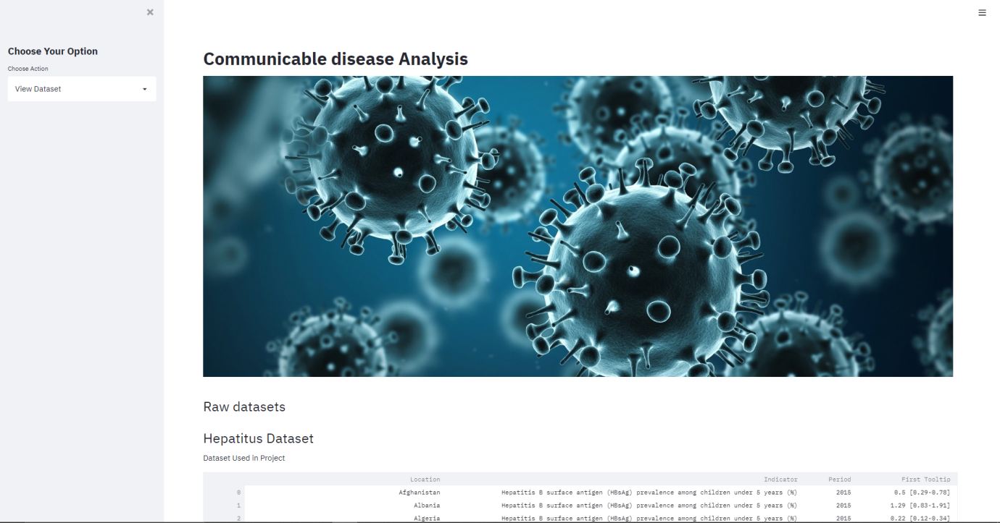 Choose Your Option
Choose Action
View Dataset
Communicable disease Analysis
Raw datasets
Hepatitus Dataset
Dataset Used in Project
Location Indicator Period First Tooltip
0 Afghanistan Hepatitis B surface antigen (HBsAg) prevalence among children under 5 years (%) 2015 0.5 [0.29-0.78]
1 Albania Hepatitis B surface antigen (HBsAg) prevalence among children under 5 years (%) 2015 1.29 [0.83-1.91]
2 Algeria Hepatitis B surface antigen (HBsAg) prevalence among children under 5 years (%) 2015 0.22 [0.12-0.34]